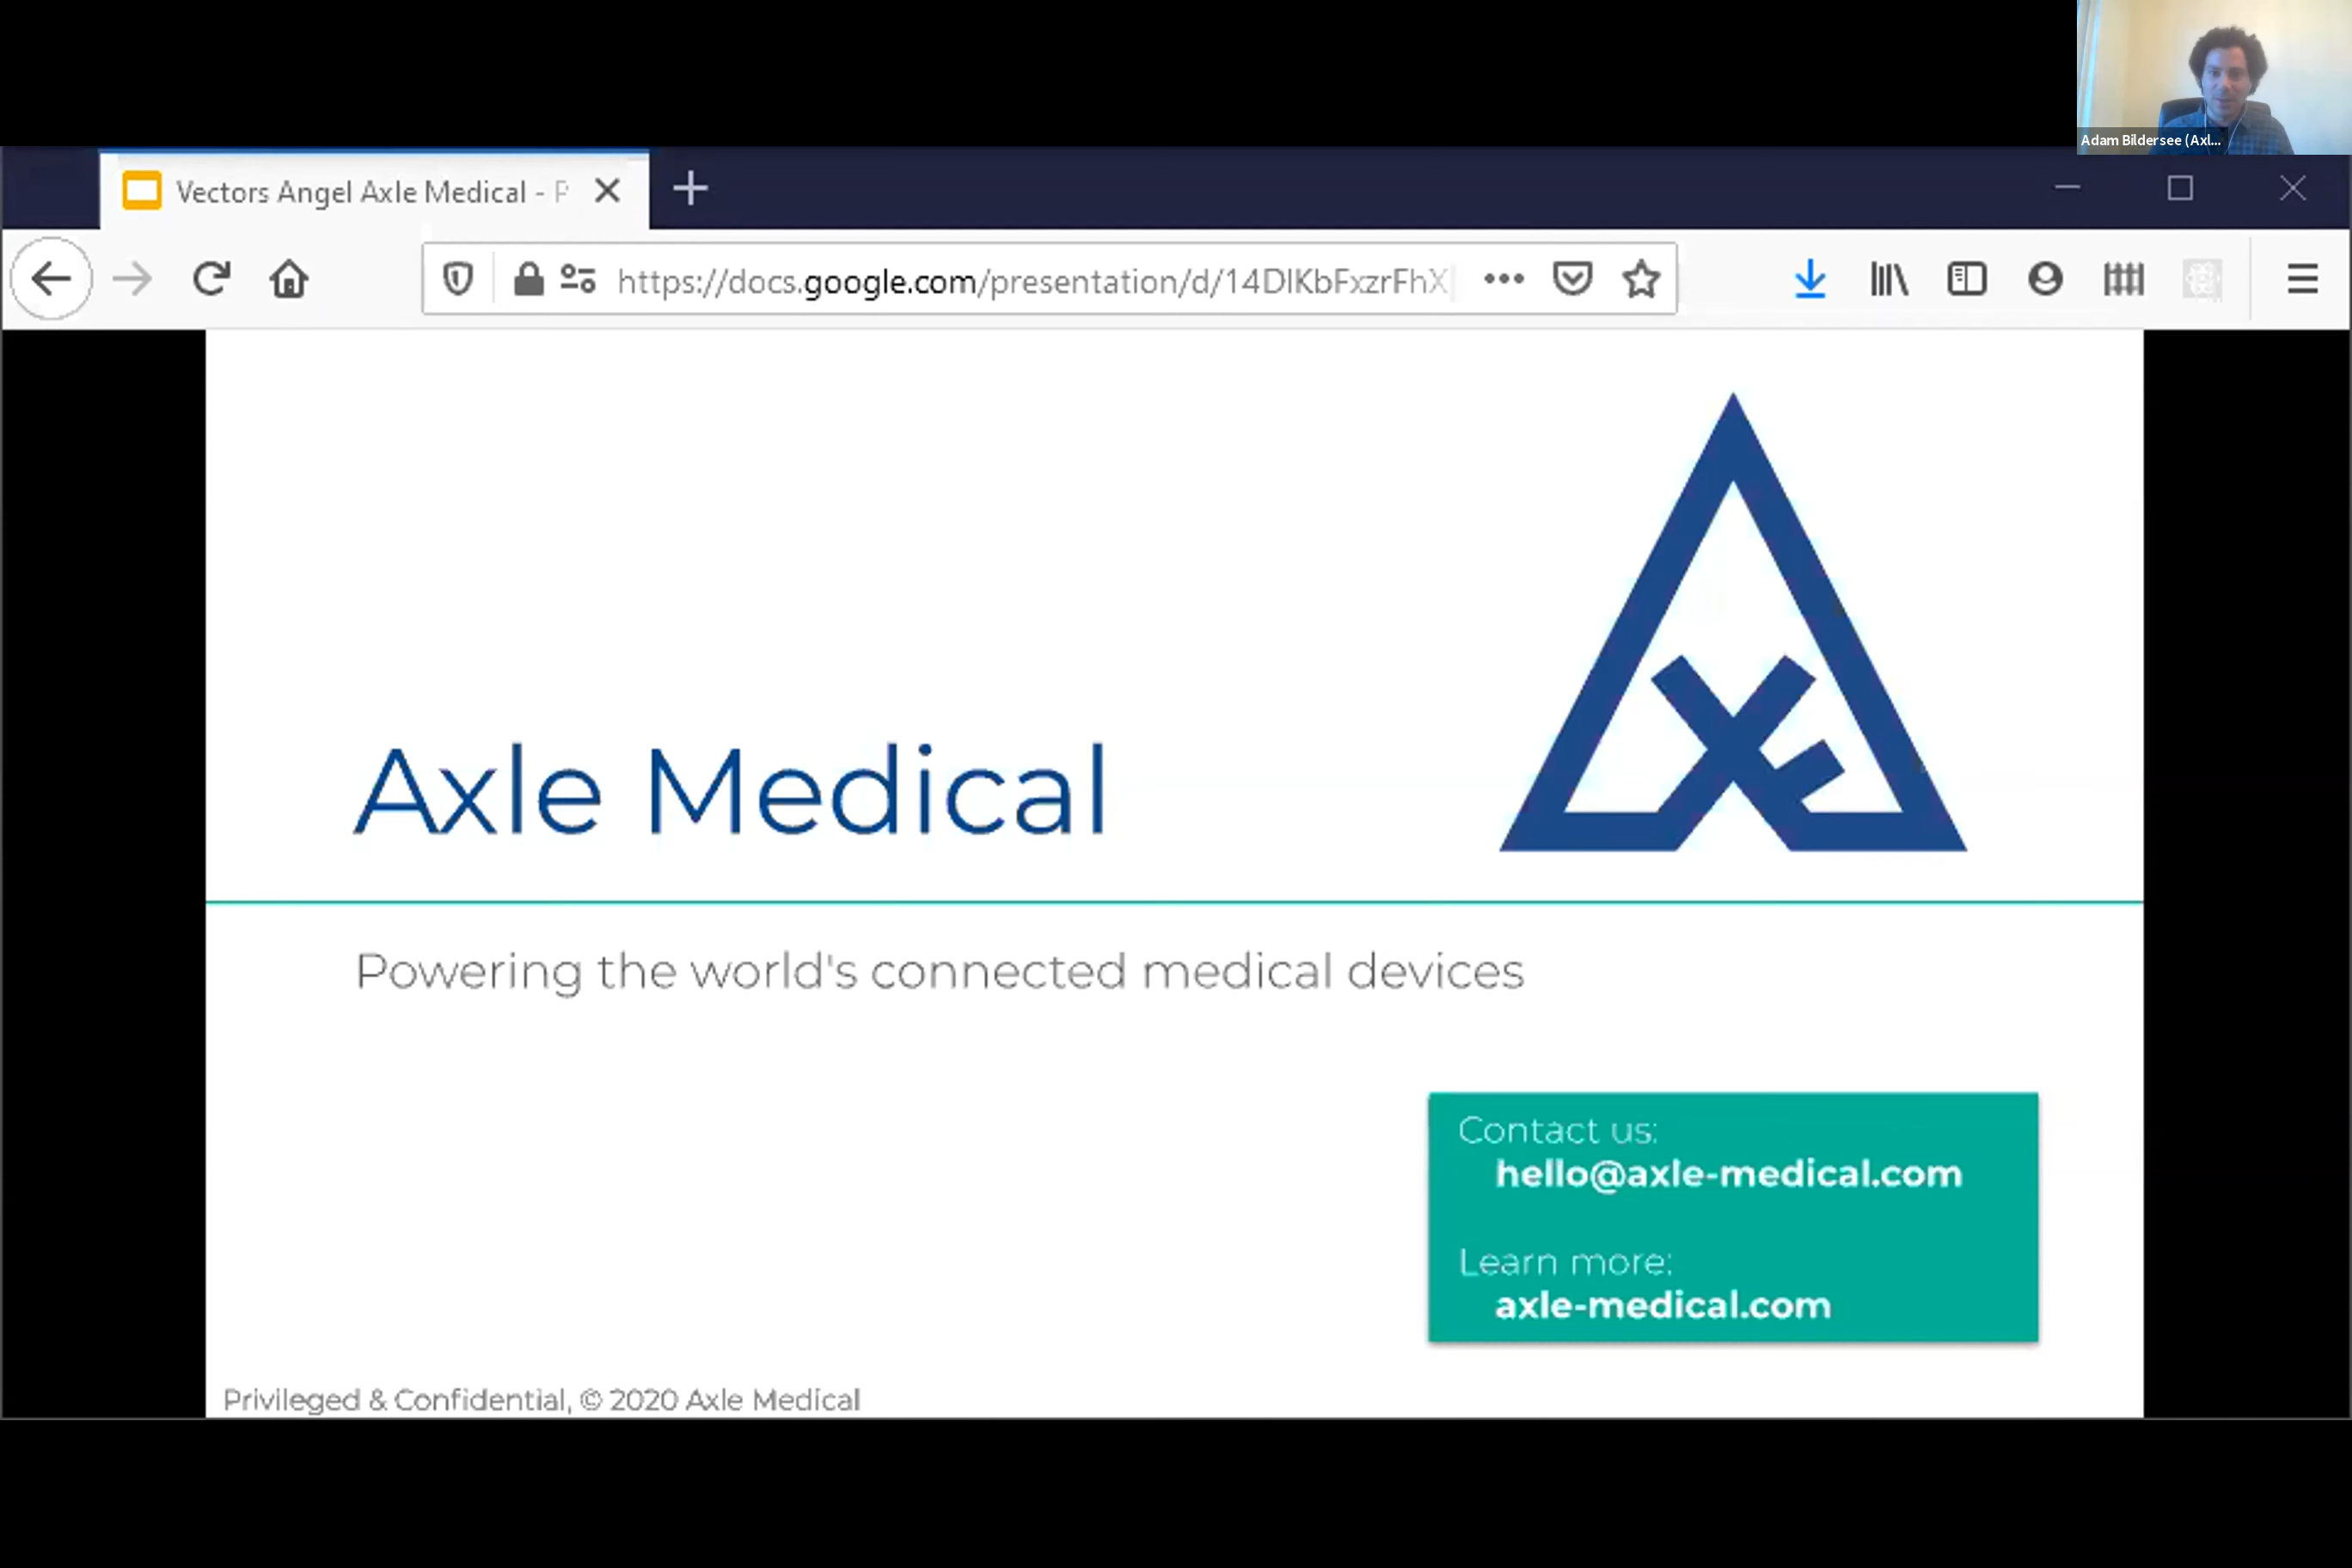 Adam Bildersee (Axl...
Vectors Angel Axle Medical - P
https://docs.google.com/presentation/d/14DlKbFxzrFhX
Axle Medical
Powering the world's connected medical devices
Contact us:
hello@axle-medical.com
Learn more:
axle-medical.com
Privileged & Confidential, © 2020 Axle Medical